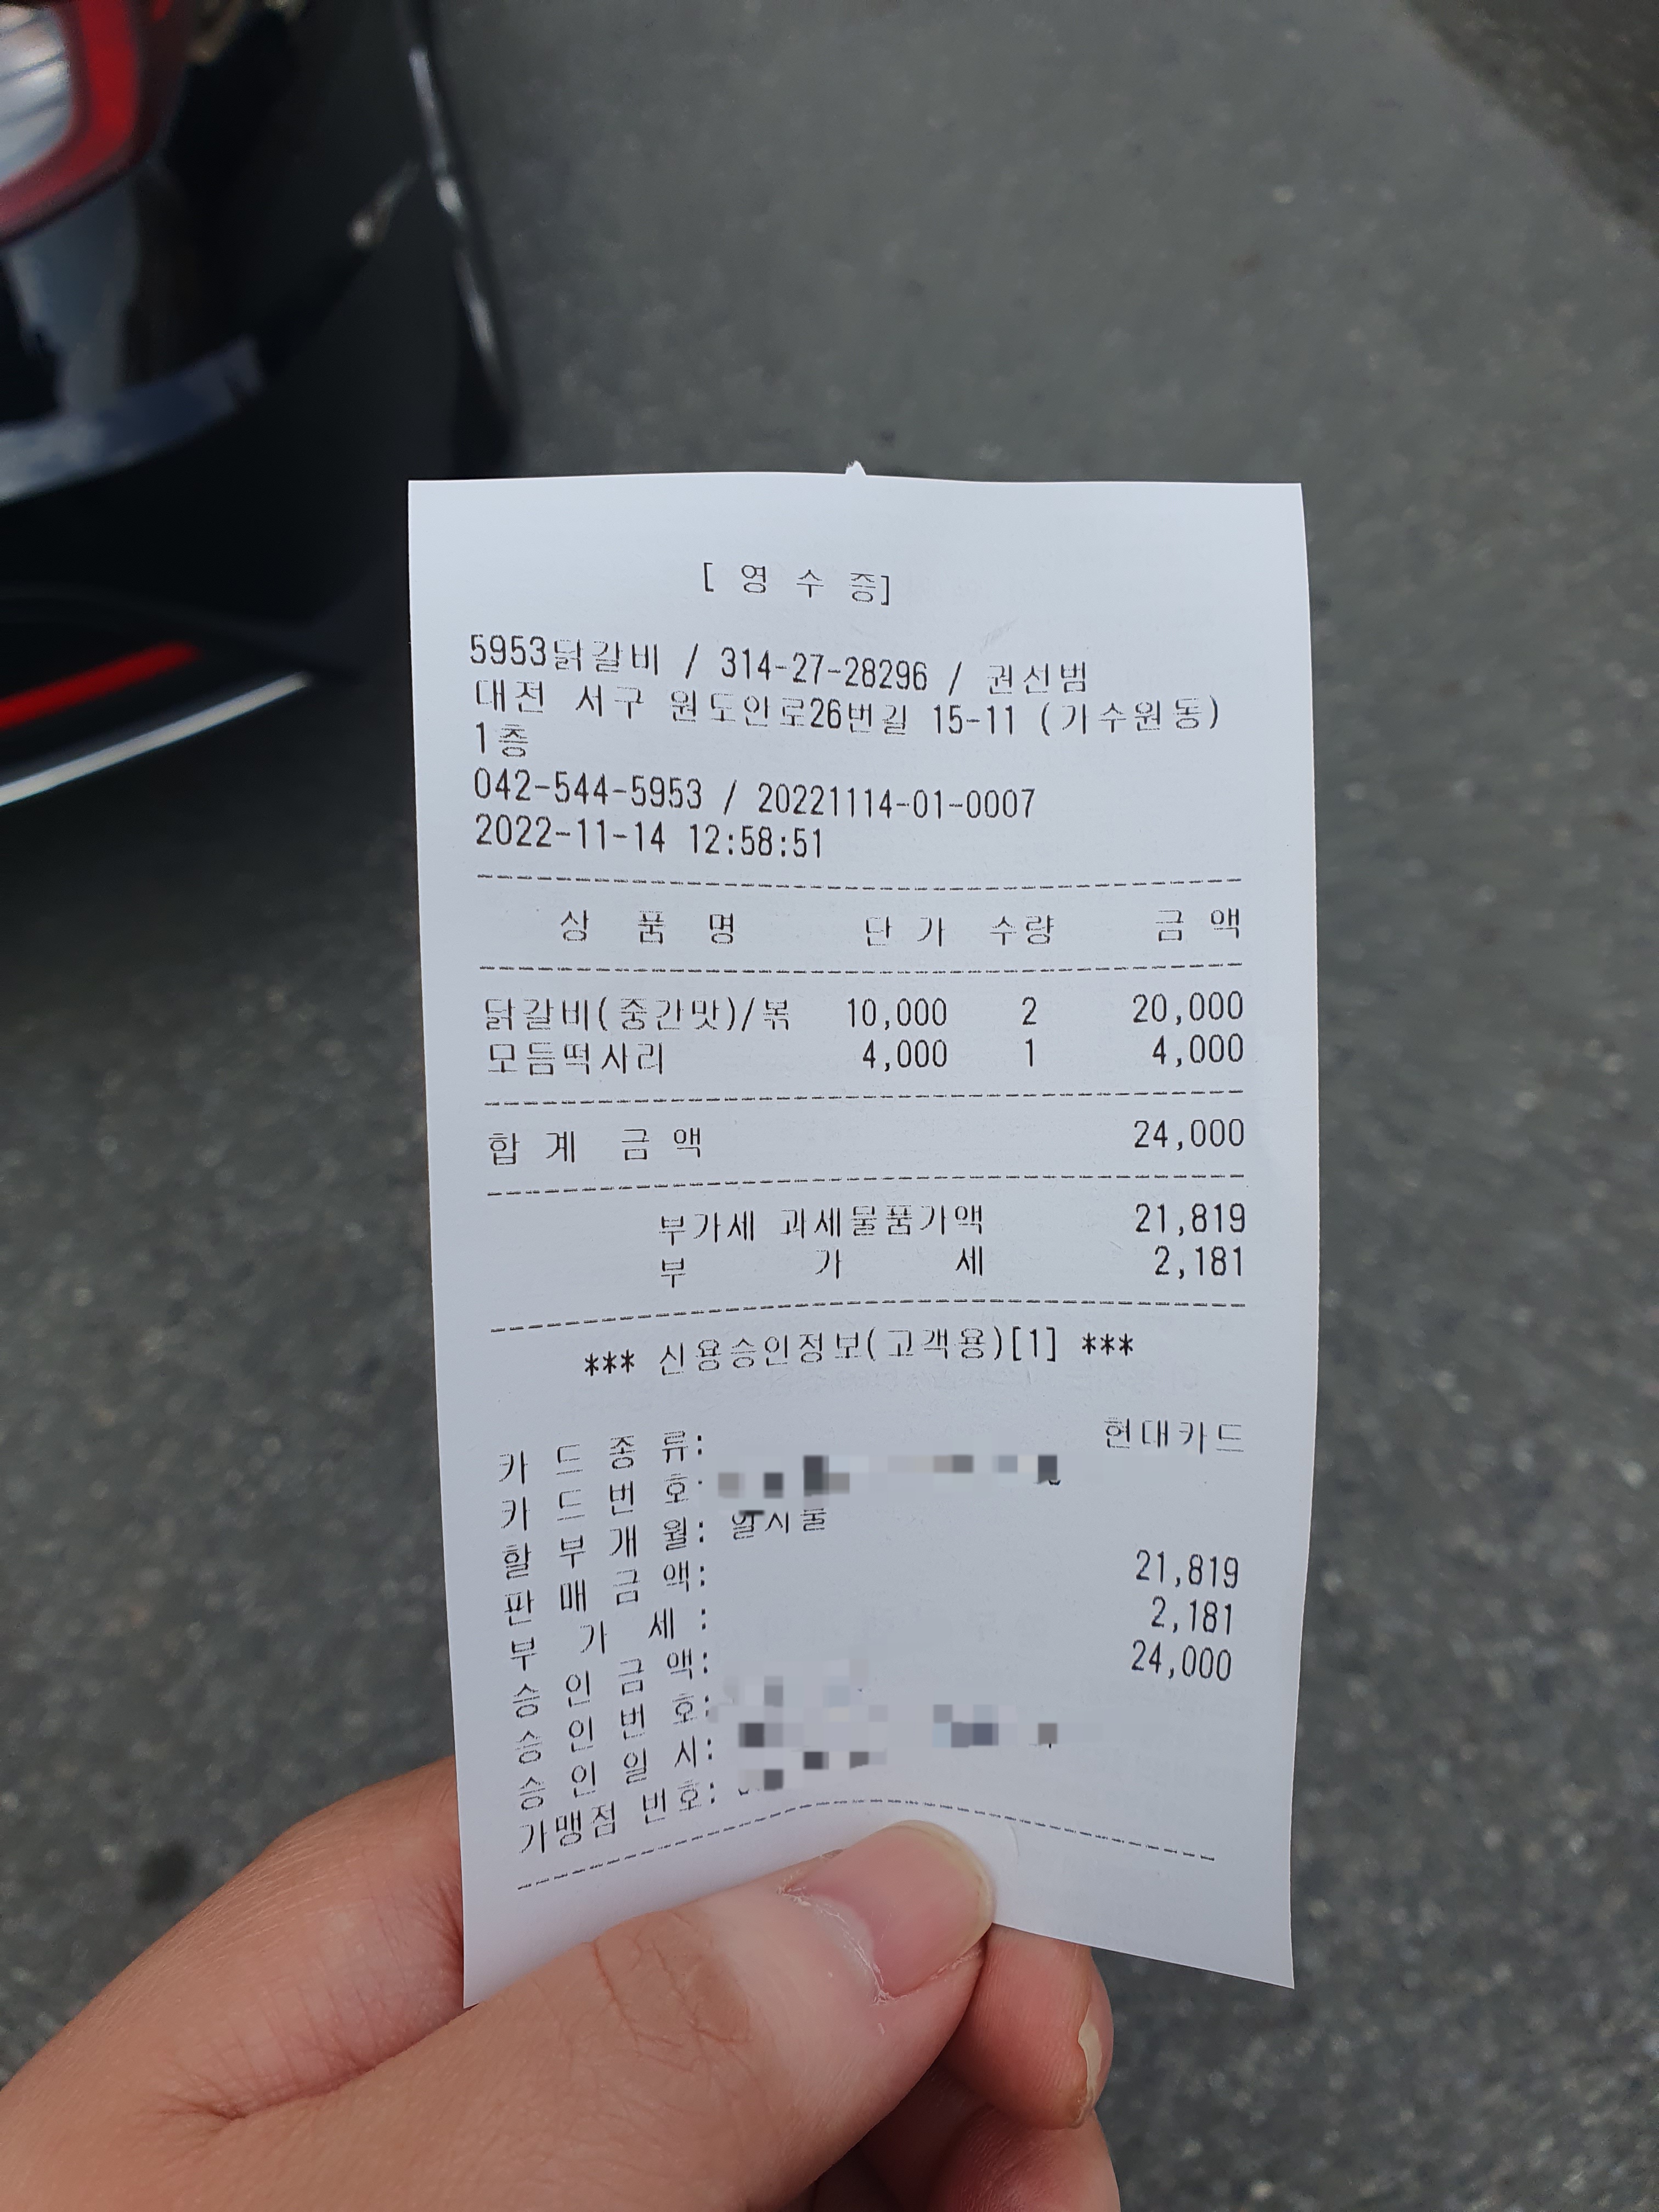 [ 영 수 증]
5953닭갈비 / 314-27-28296 / 권선범
대전 서구 원도안로26번길 15-11 (가수원동)
1층
042-544-5953 / 20221114-01-0007
2022-11-14 12:58:51
상 품 명 단 가 수량 금 액
닭갈비(중간맛)/볶 10,000 2 20,000
모듬떡사리 4,000 1 4,000
합 계 금 액 24,000
부가세 과세물품가액 21,819
부 가 세 2,181
*** 신용승인정보(고객용)[1] ***
카 드 종 류: 현대카드
카 드 번 호:
할 부 개 월: 일시불
판 매 금 액: 21,819
부 가 세 : 2,181
승 인 금 액: 24,000
승 인 번 호:
승 인 일 시:
가맹점 번호: